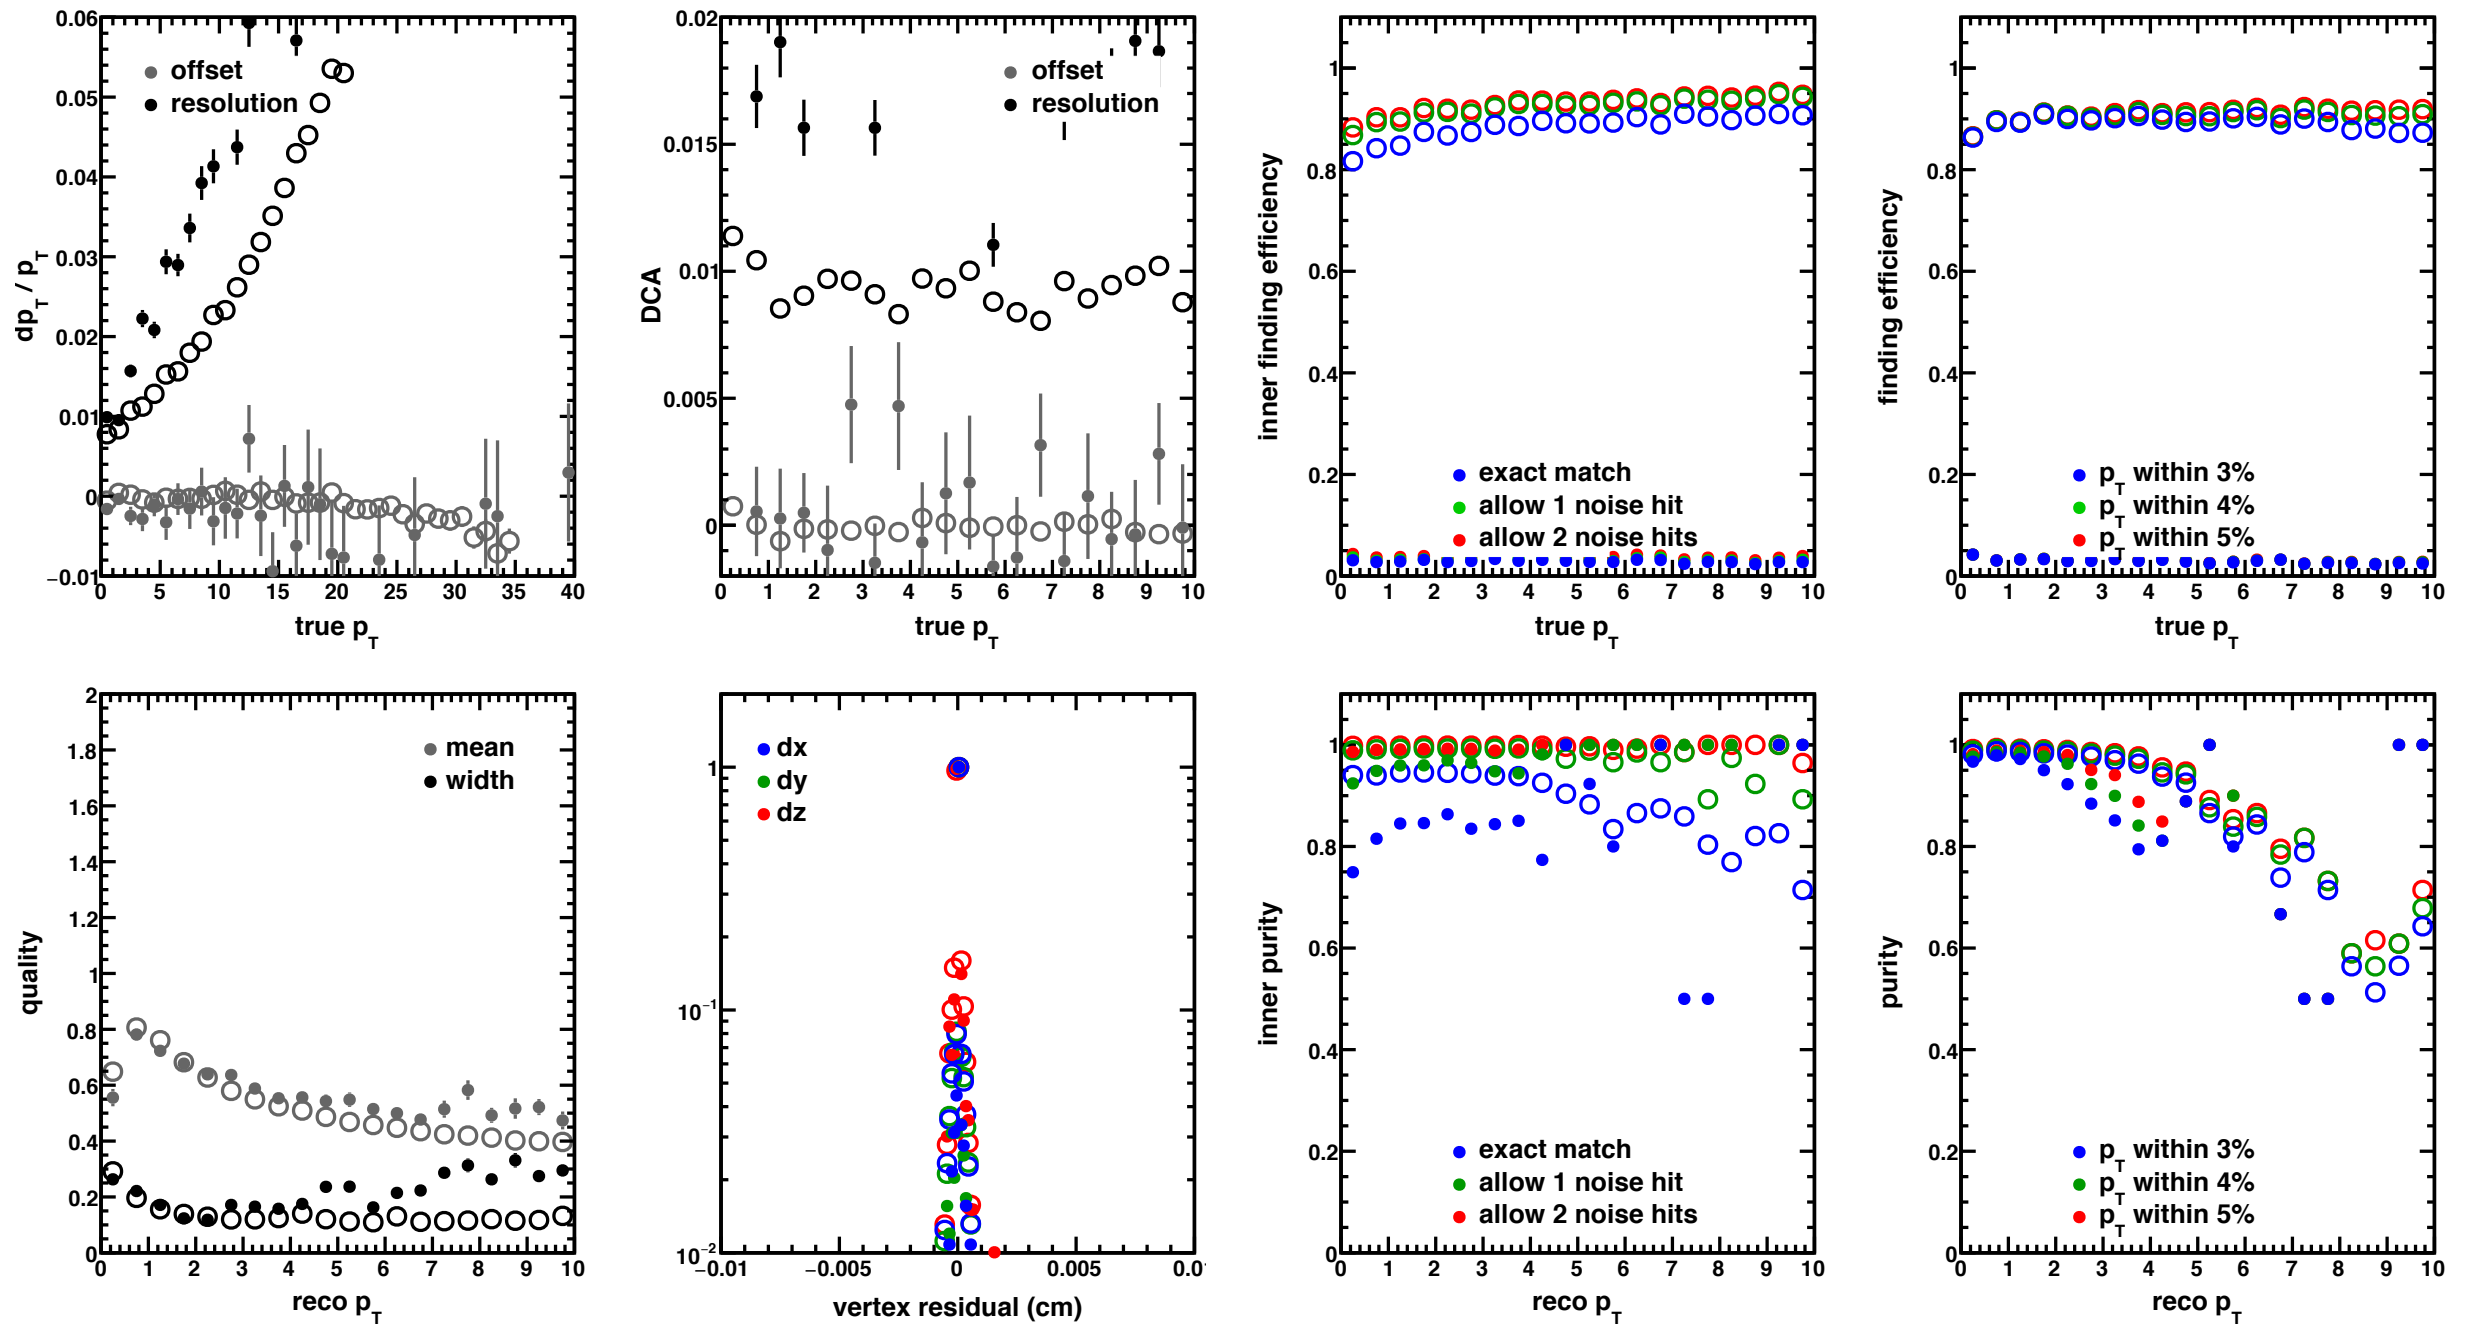 0.06
0.05
0.04
0.03
0.02
0.01
0
−0.01
dp_T / p_T
offset
resolution
0 5 10 15 20 25 30 35 40
true p_T
0.02
0.015
0.01
0.005
0
DCA
offset
resolution
0 1 2 3 4 5 6 7 8 9 10
true p_T
1
0.8
0.6
0.4
0.2
0
inner finding efficiency
exact match
allow 1 noise hit
allow 2 noise hits
0 1 2 3 4 5 6 7 8 9 10
true p_T
1
0.8
0.6
0.4
0.2
0
finding efficiency
p_T within 3%
p_T within 4%
p_T within 5%
0 1 2 3 4 5 6 7 8 9 10
true p_T
2
1.8
1.6
1.4
1.2
1
0.8
0.6
0.4
0.2
0
quality
mean
width
0 1 2 3 4 5 6 7 8 9 10
reco p_T
1
10^−1
10^−2
dx
dy
dz
−0.01 −0.005 0 0.005
vertex residual (cm)
1
0.8
0.6
0.4
0.2
0
inner purity
exact match
allow 1 noise hit
allow 2 noise hits
0 1 2 3 4 5 6 7 8 9 10
reco p_T
1
0.8
0.6
0.4
0.2
0
purity
p_T within 3%
p_T within 4%
p_T within 5%
0 1 2 3 4 5 6 7 8 9 10
reco p_T